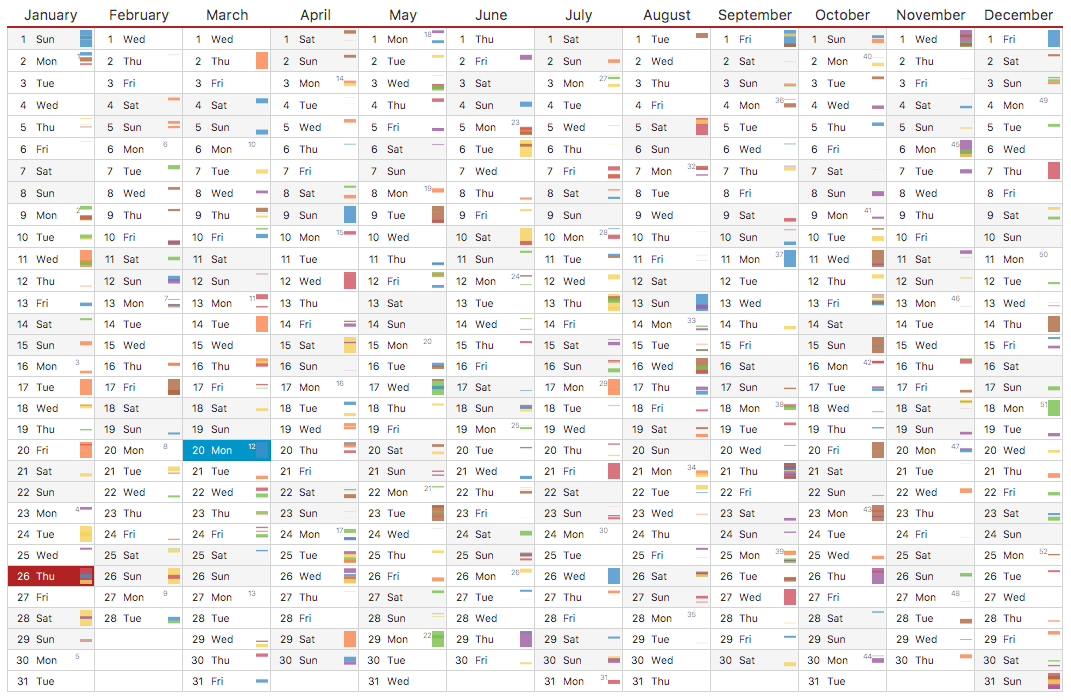 January February March April May June July August September October November December
1 Sun 1 Wed 1 Wed 1 Sat 1 Mon 18 1 Thu 1 Sat 1 Tue 1 Fri 1 Sun 1 Wed 1 Fri
2 Mon 2 Thu 2 Thu 2 Sun 2 Tue 2 Fri 2 Sun 2 Wed 2 Sat 2 Mon 40 2 Thu 2 Sat
3 Tue 3 Fri 3 Fri 3 Mon 14 3 Wed 3 Sat 3 Mon 27 3 Thu 3 Sun 3 Tue 3 Fri 3 Sun
4 Wed 4 Sat 4 Sat 4 Tue 4 Thu 4 Sun 4 Tue 4 Fri 4 Mon 36 4 Wed 4 Sat 4 Mon 49
5 Thu 5 Sun 5 Sun 5 Wed 5 Fri 5 Mon 23 5 Wed 5 Sat 5 Tue 5 Thu 5 Sun 5 Tue
6 Fri 6 Mon 6 6 Mon 10 6 Thu 6 Sat 6 Tue 6 Thu 6 Sun 6 Wed 6 Fri 6 Mon 45 6 Wed
7 Sat 7 Tue 7 Tue 7 Fri 7 Sun 7 Wed 7 Fri 7 Mon 32 7 Thu 7 Sat 7 Tue 7 Thu
8 Sun 8 Wed 8 Wed 8 Sat 8 Mon 19 8 Thu 8 Sat 8 Tue 8 Fri 8 Sun 8 Wed 8 Fri
9 Mon 2 9 Thu 9 Thu 9 Sun 9 Tue 9 Fri 9 Sun 9 Wed 9 Sat 9 Mon 41 9 Thu 9 Sat
10 Tue 10 Fri 10 Fri 10 Mon 15 10 Wed 10 Sat 10 Mon 28 10 Thu 10 Sun 10 Tue 10 Fri 10 Sun
11 Wed 11 Sat 11 Sat 11 Tue 11 Thu 11 Sun 11 Tue 11 Fri 11 Mon 37 11 Wed 11 Sat 11 Mon 50
12 Thu 12 Sun 12 Sun 12 Wed 12 Fri 12 Mon 24 12 Wed 12 Sat 12 Tue 12 Thu 12 Sun 12 Tue
13 Fri 13 Mon 7 13 Mon 11 13 Thu 13 Sat 13 Tue 13 Thu 13 Sun 13 Wed 13 Fri 13 Mon 46 13 Wed
14 Sat 14 Tue 14 Tue 14 Fri 14 Sun 14 Wed 14 Fri 14 Mon 33 14 Thu 14 Sat 14 Tue 14 Thu
15 Sun 15 Wed 15 Wed 15 Sat 15 Mon 20 15 Thu 15 Sat 15 Tue 15 Fri 15 Sun 15 Wed 15 Fri
16 Mon 3 16 Thu 16 Thu 16 Sun 16 Tue 16 Fri 16 Sun 16 Wed 16 Sat 16 Mon 42 16 Thu 16 Sat
17 Tue 17 Fri 17 Fri 17 Mon 16 17 Wed 17 Sat 17 Mon 29 17 Thu 17 Sun 17 Tue 17 Fri 17 Sun
18 Wed 18 Sat 18 Sat 18 Tue 18 Thu 18 Sun 18 Tue 18 Fri 18 Mon 38 18 Wed 18 Sat 18 Mon 51
19 Thu 19 Sun 19 Sun 19 Wed 19 Fri 19 Mon 25 19 Wed 19 Sat 19 Tue 19 Thu 19 Sun 19 Tue
20 Fri 20 Mon 8 20 Mon 12 20 Thu 20 Sat 20 Tue 20 Thu 20 Sun 20 Wed 20 Fri 20 Mon 47 20 Wed
21 Sat 21 Tue 21 Tue 21 Fri 21 Sun 21 Wed 21 Fri 21 Mon 34 21 Thu 21 Sat 21 Tue 21 Thu
22 Sun 22 Wed 22 Wed 22 Sat 22 Mon 21 22 Thu 22 Sat 22 Tue 22 Fri 22 Sun 22 Wed 22 Fri
23 Mon 4 23 Thu 23 Thu 23 Sun 23 Tue 23 Fri 23 Sun 23 Wed 23 Sat 23 Mon 43 23 Thu 23 Sat
24 Tue 24 Fri 24 Fri 24 Mon 17 24 Wed 24 Sat 24 Mon 30 24 Thu 24 Sun 24 Tue 24 Fri 24 Sun
25 Wed 25 Sat 25 Sat 25 Tue 25 Thu 25 Sun 25 Tue 25 Fri 25 Mon 39 25 Wed 25 Sat 25 Mon 52
26 Thu 26 Sun 26 Sun 26 Wed 26 Fri 26 Mon 26 26 Wed 26 Sat 26 Tue 26 Thu 26 Sun 26 Tue
27 Fri 27 Mon 9 27 Mon 13 27 Thu 27 Sat 27 Tue 27 Thu 27 Sun 27 Wed 27 Fri 27 Mon 48 27 Wed
28 Sat 28 Tue 28 Tue 28 Fri 28 Sun 28 Wed 28 Fri 28 Mon 35 28 Thu 28 Sat 28 Tue 28 Thu
29 Sun 29 Wed 29 Sat 29 Mon 22 29 Thu 29 Sat 29 Tue 29 Fri 29 Sun 29 Wed 29 Fri
30 Mon 5 30 Thu 30 Sun 30 Tue 30 Fri 30 Sun 30 Wed 30 Sat 30 Mon 44 30 Thu 30 Sat
31 Tue 31 Fri 31 Wed 31 Mon 31 31 Thu 31 Tue 31 Sun